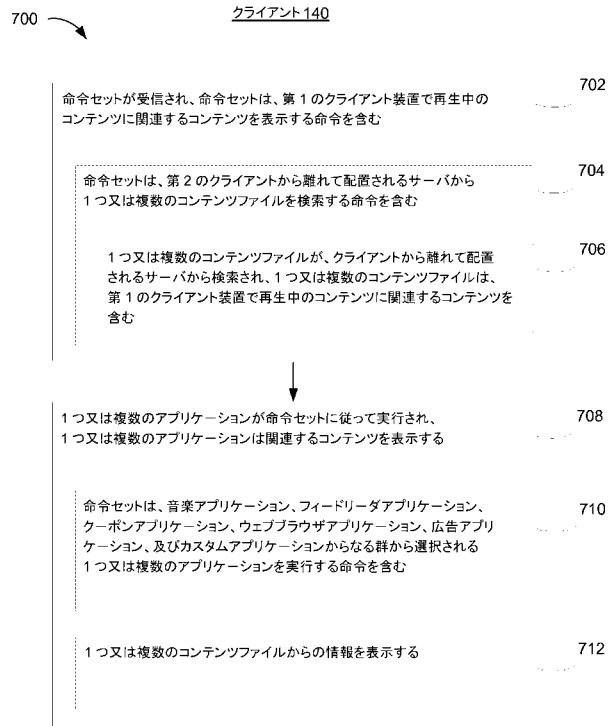 クライアント 140
700
702
命令セットが受信され、命令セットは、第１のクライアント装置で再生中の
コンテンツに関連するコンテンツを表示する命令を含む
704
命令セットは、第２のクライアントから離れて配置されるサーバから
１つ又は複数のコンテンツファイルを検索する命令を含む
706
１つ又は複数のコンテンツファイルが、クライアントから離れて配置
されるサーバから検索され、１つ又は複数のコンテンツファイルは、
第１のクライアント装置で再生中のコンテンツに関連するコンテンツを
含む
708
１つ又は複数のアプリケーションが命令セットに従って実行され、
１つ又は複数のアプリケーションは関連するコンテンツを表示する
710
命令セットは、音楽アプリケーション、フィードリーダアプリケーション、
クーポンアプリケーション、ウェブブラウザアプリケーション、広告アプリ
ケーション、及びカスタムアプリケーションからなる群から選択される
１つ又は複数のアプリケーションを実行する命令を含む
712
１つ又は複数のコンテンツファイルからの情報を表示する